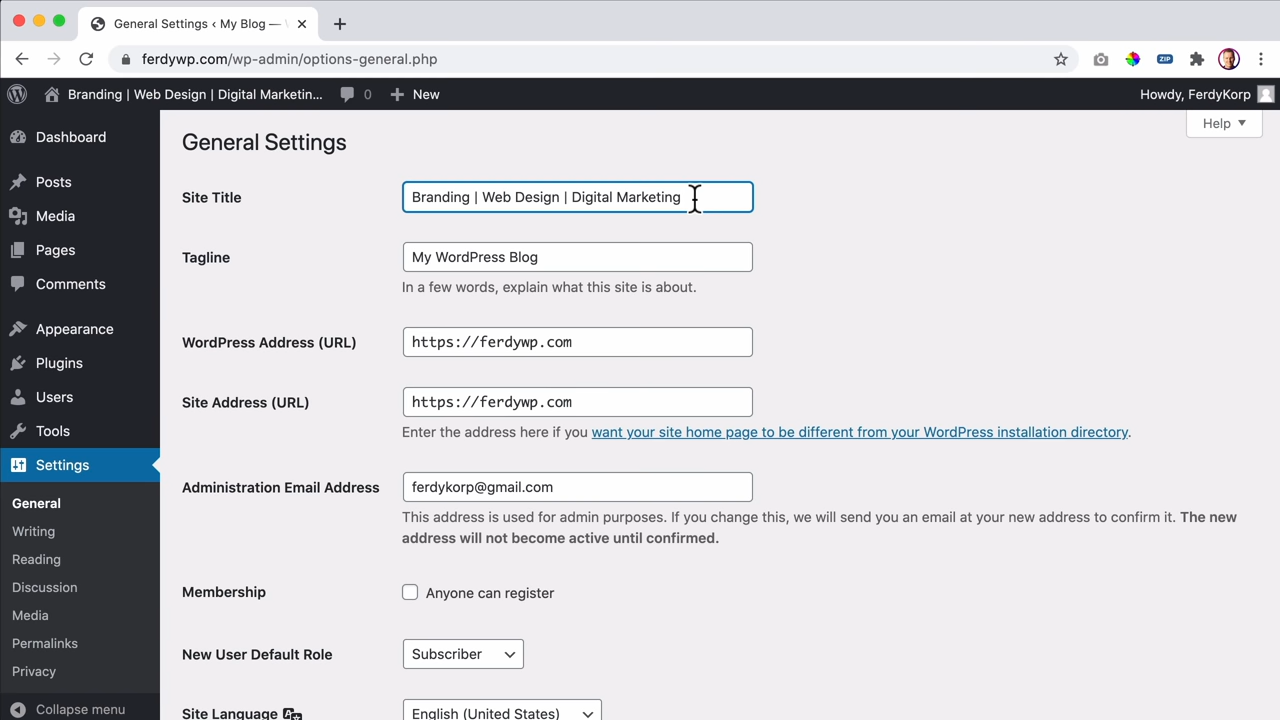 General Settings ‹ My Blog —
ferdywp.com/wp-admin/options-general.php
ZIP
Branding | Web Design | Digital Marketin... 0 New
Howdy, FerdyKorp
Help
Dashboard
Posts
Media
Pages
Comments
Appearance
Plugins
Users
Tools
Settings
General
Writing
Reading
Discussion
Media
Permalinks
Privacy
Collapse menu
General Settings
Site Title
Branding | Web Design | Digital Marketing
Tagline
My WordPress Blog
In a few words, explain what this site is about.
WordPress Address (URL)
https://ferdywp.com
Site Address (URL)
https://ferdywp.com
Enter the address here if you want your site home page to be different from your WordPress installation directory.
Administration Email Address
ferdykorp@gmail.com
This address is used for admin purposes. If you change this, we will send you an email at your new address to confirm it. The new
address will not become active until confirmed.
Membership
Anyone can register
New User Default Role
Subscriber
Site Language
English (United States)